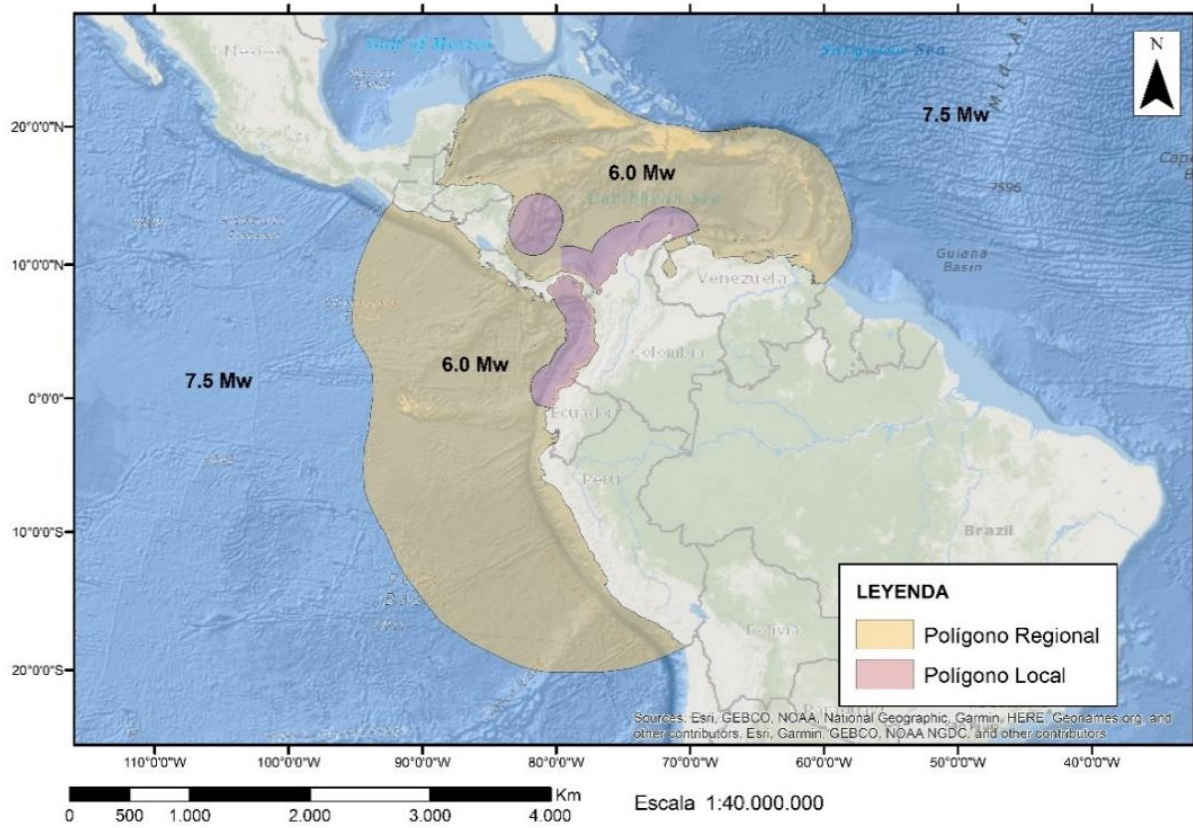 Gulf of Mexico
Sargasso Sea
N
Mexico
7.5 Mw
20°0'0"N
6.0 Mw
Caribbean Sea
7596
10°0'0"N
Guiana
Basin
Venezuela
Colombia
6.0 Mw
7.5 Mw
0°0'0"
Ecuador
Perú
10°0'0"S
Brazil
LEYENDA
Bolivia
Polígono Regional
Polígono Local
20°0'0"S
Sources: Esri, GEBCO, NOAA, National Geographic, Garmin, HERE, Geonames.org, and
other contributors, Esri, Garmin, GEBCO, NOAA NGDC, and other contributors
110°0'0"W 100°0'0"W 90°0'0"W 80°0'0"W 70°0'0"W 60°0'0"W 50°0'0"W 40°0'0"W
Km
0 500 1.000 2.000 3.000 4.000
Escala 1:40.000.000